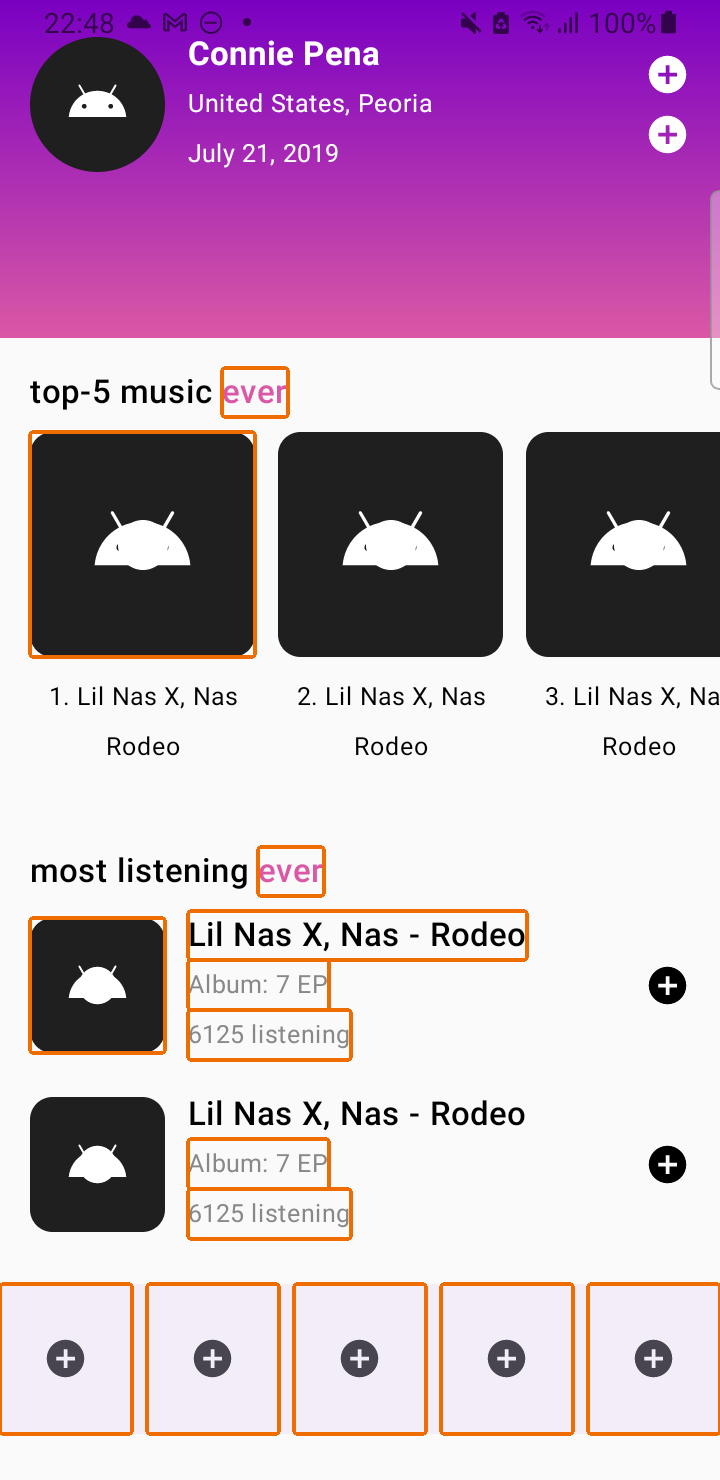 22:48 100%
Connie Pena
United States, Peoria
July 21, 2019
top-5 music ever
1. Lil Nas X, Nas 2. Lil Nas X, Nas 3. Lil Nas X, Na
Rodeo Rodeo Rodeo
most listening ever
Lil Nas X, Nas - Rodeo
Album: 7 EP
6125 listening
Lil Nas X, Nas - Rodeo
Album: 7 EP
6125 listening